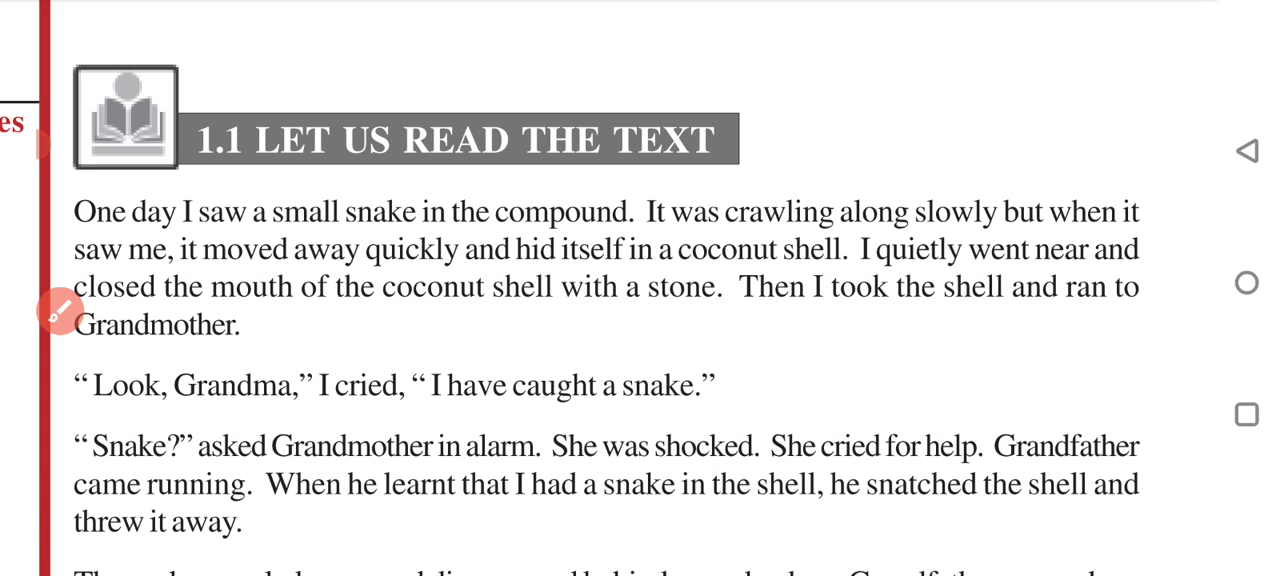 es
1.1 LET US READ THE TEXT
One day I saw a small snake in the compound. It was crawling along slowly but when it
saw me, it moved away quickly and hid itself in a coconut shell. I quietly went near and
closed the mouth of the coconut shell with a stone. Then I took the shell and ran to
Grandmother.
“Look, Grandma,” I cried, “I have caught a snake.”
“Snake?” asked Grandmother in alarm. She was shocked. She cried for help. Grandfather
came running. When he learnt that I had a snake in the shell, he snatched the shell and
threw it away.